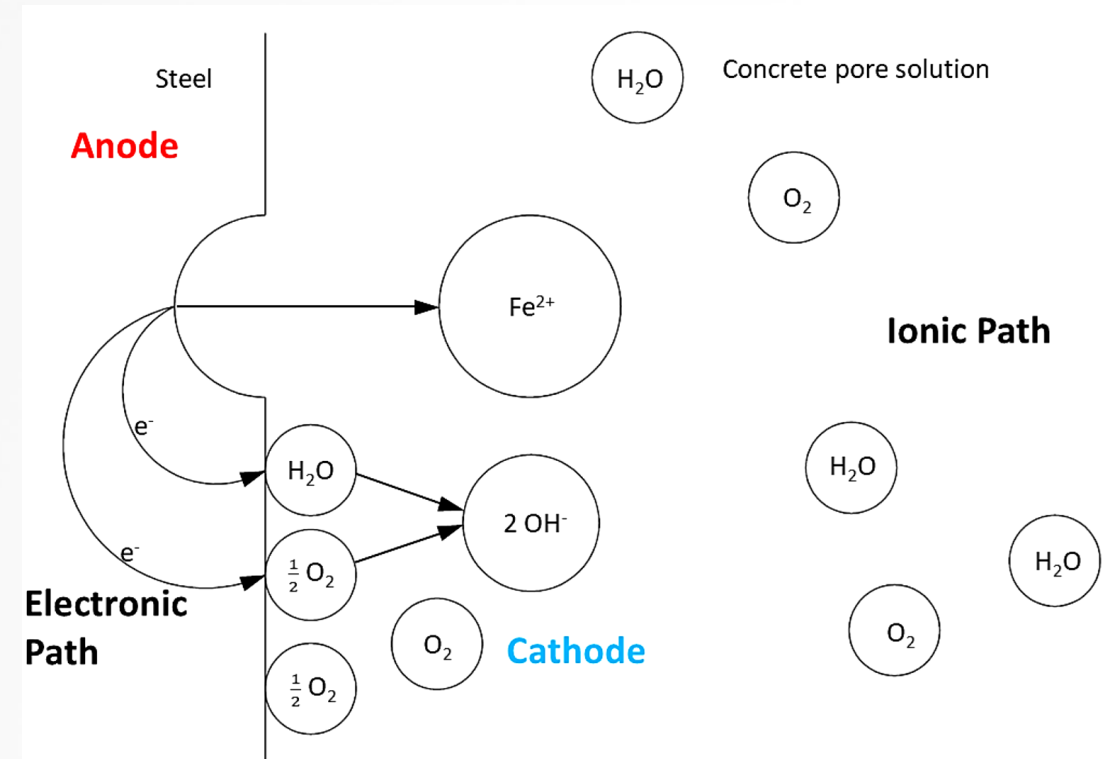 Steel
H₂O
Concrete pore solution
Anode
O₂
Fe²⁺
Ionic Path
e⁻
H₂O
H₂O
2 OH⁻
e⁻
½ O₂
H₂O
Electronic
Path
O₂
Cathode
O₂
½ O₂